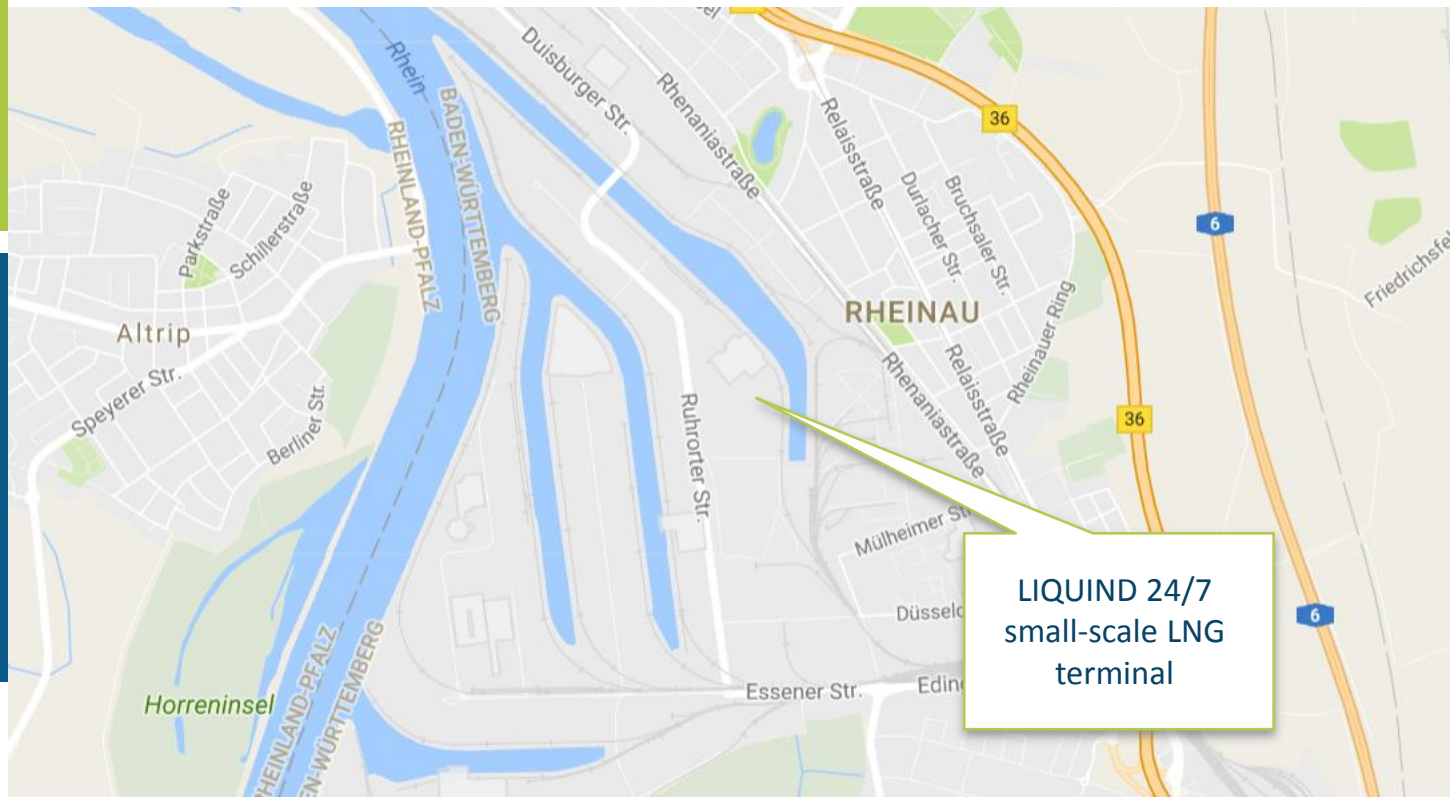 Rhein
BADEN-WÜRTTEMBERG
RHEINLAND-PFALZ
Duisburger Str.
Rhenaniastraße
Relaisstraße
36
Durlacher Str.
Bruchsaler Str.
6
Friedrichsfel
Parkstraße
Schillerstraße
Altrip
RHEINAU
Rheinauer Ring
Speyerer Str.
Berliner Str.
Ruhrorter Str.
Rhenaniastraße
Relaisstraße
36
Mülheimer St
LIQUIND 24/7
small-scale LNG
terminal
Düsseld
6
Essener Str.
Edin
Horreninsel
RHEINLAND-PFALZ
EN-WÜRTTEMBERG